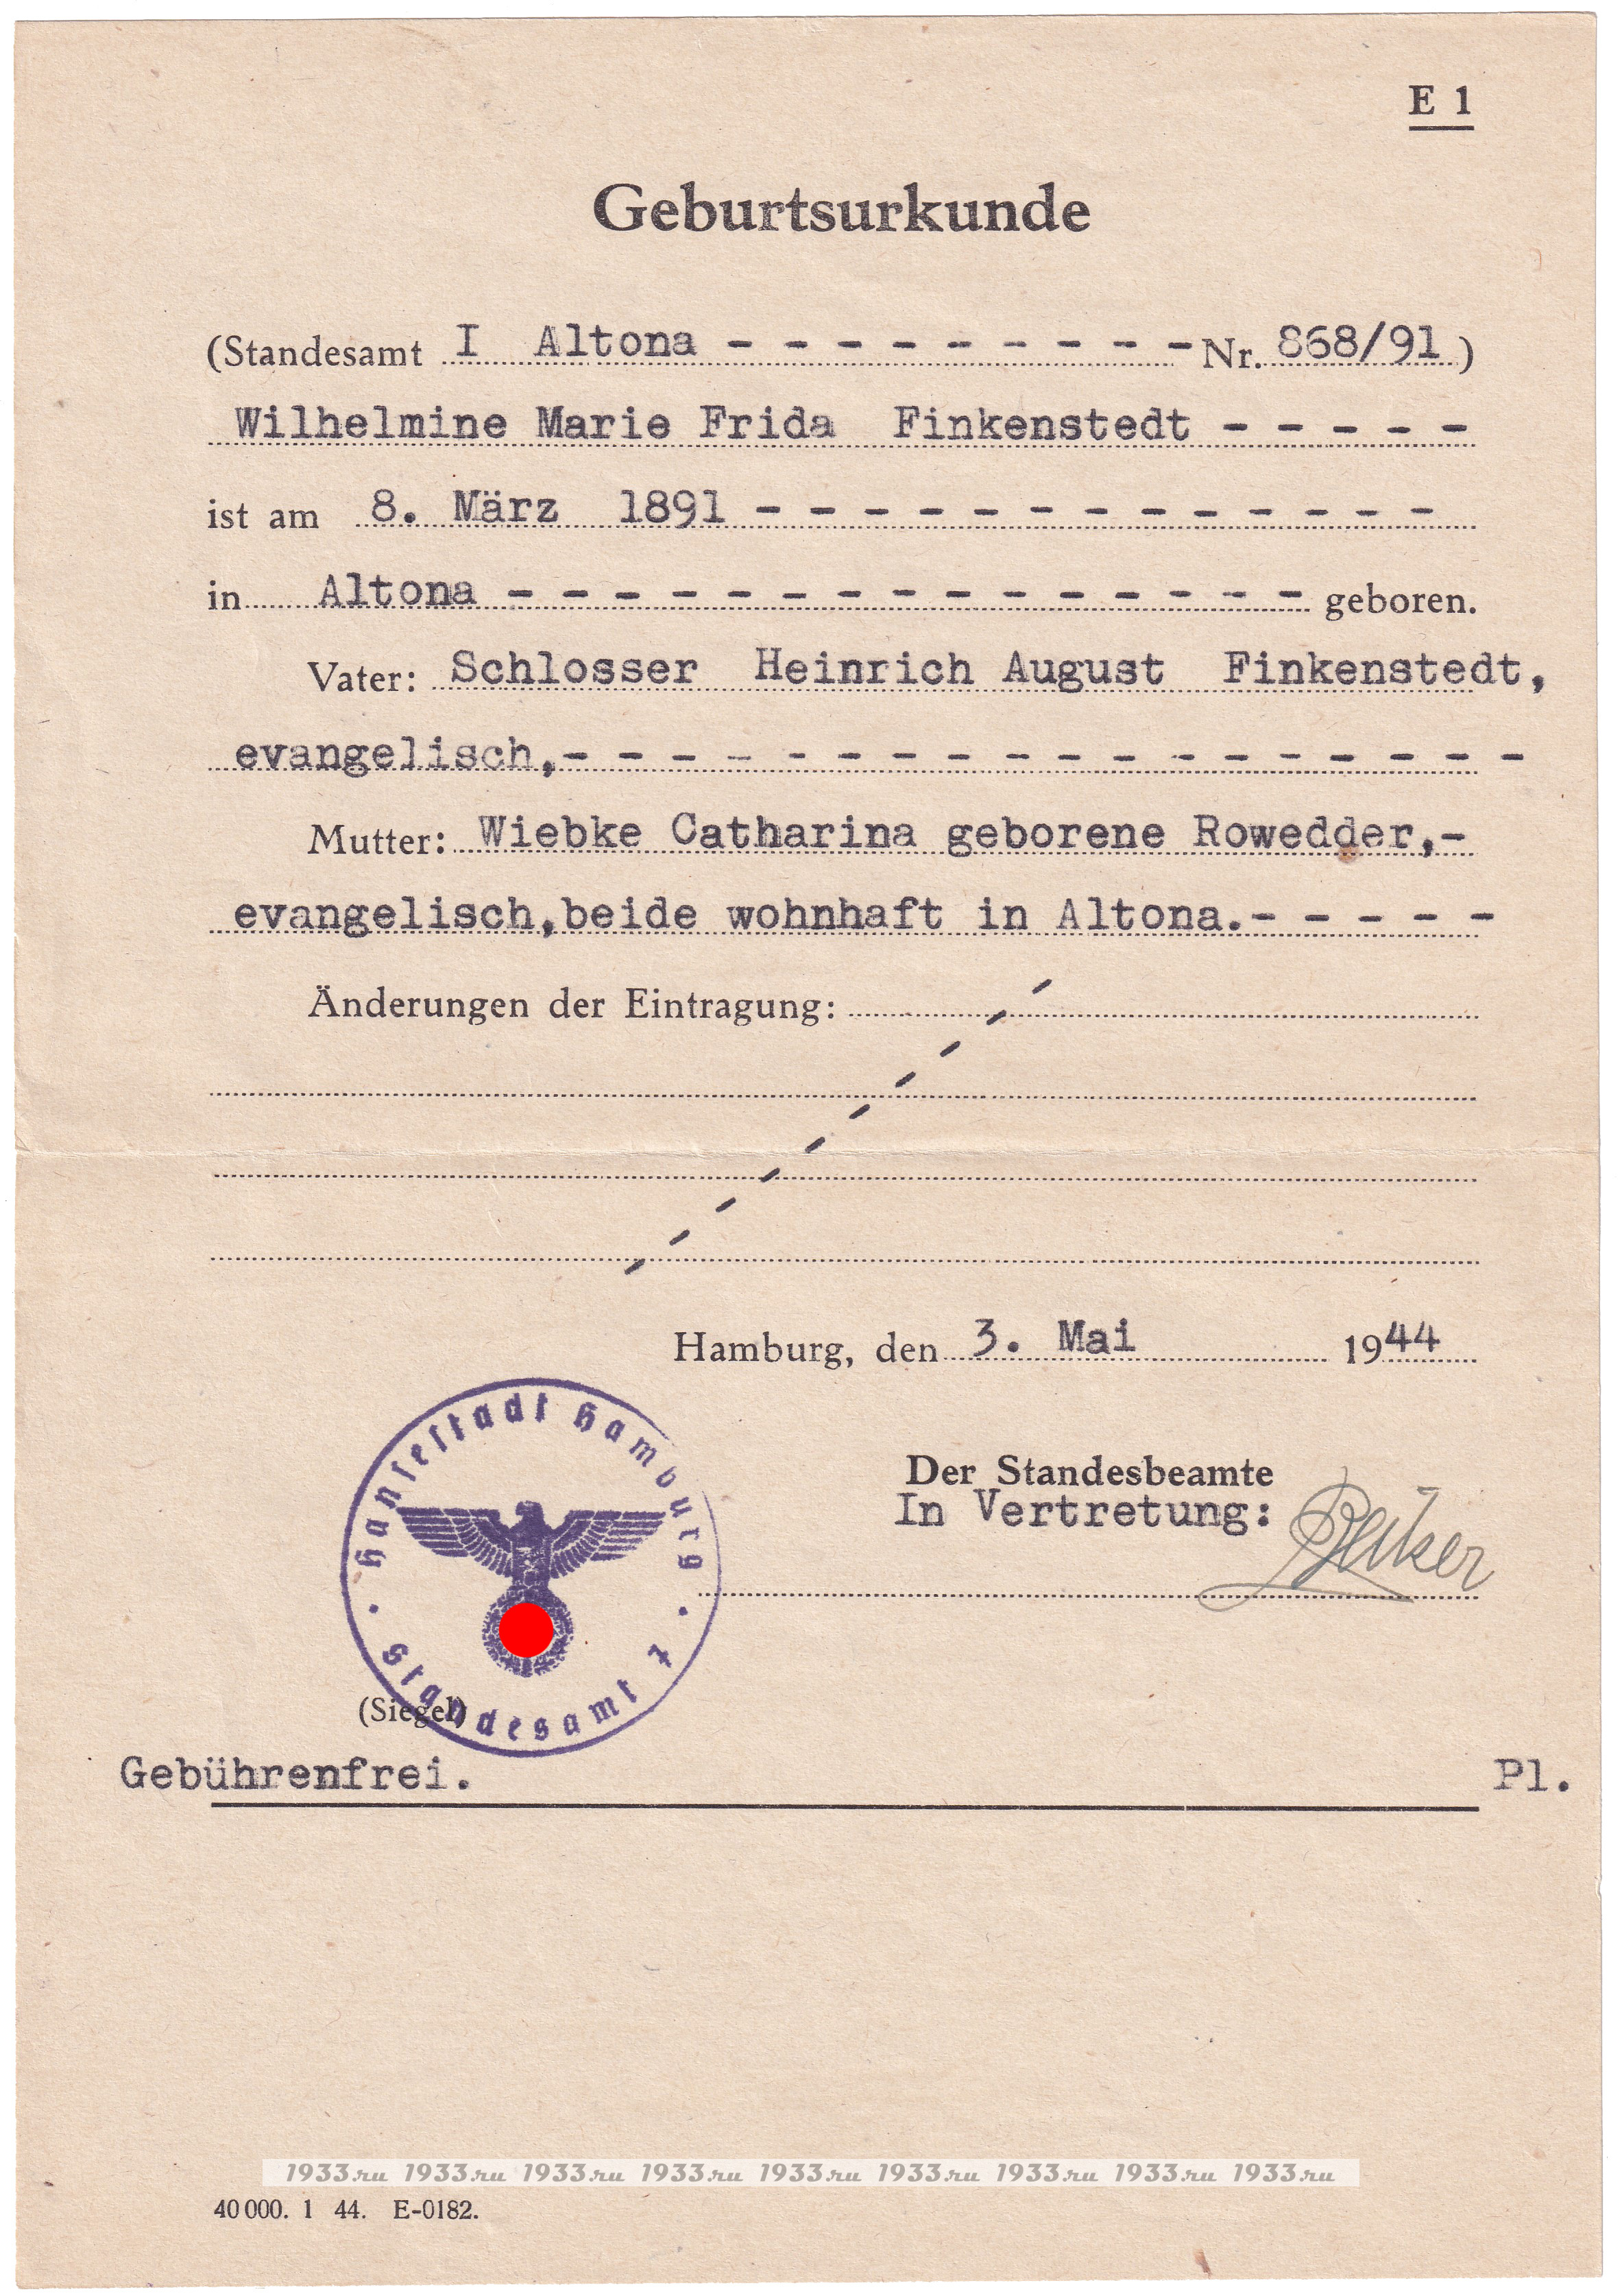 E 1
Geburtsurkunde
(Standesamt I Altona - - - - - - - - - Nr. 868/91)
Wilhelmine Marie Frida Finkenstedt - - - - -
ist am 8. März 1891 - - - - - - - - - - - - -
in Altona - - - - - - - - - - - - - - - geboren.
Vater: Schlosser Heinrich August Finkenstedt,
evangelisch,- - - - - - - - - - - - - - - - - -
Mutter: Wiebke Catharina geborene Rowedder,-
evangelisch,beide wohnhaft in Altona.- - - - -
Änderungen der Eintragung:
Hamburg, den 3. Mai 1944
Hansestadt Hamburg
Der Standesbeamte
In Vertretung:
Standesamt 7
(Siegel)
Gebührenfrei. Pl.
1933.ru 1933.ru 1933.ru 1933.ru 1933.ru 1933.ru 1933.ru 1933.ru 1933.ru
40 000. 1 44. E-0182.